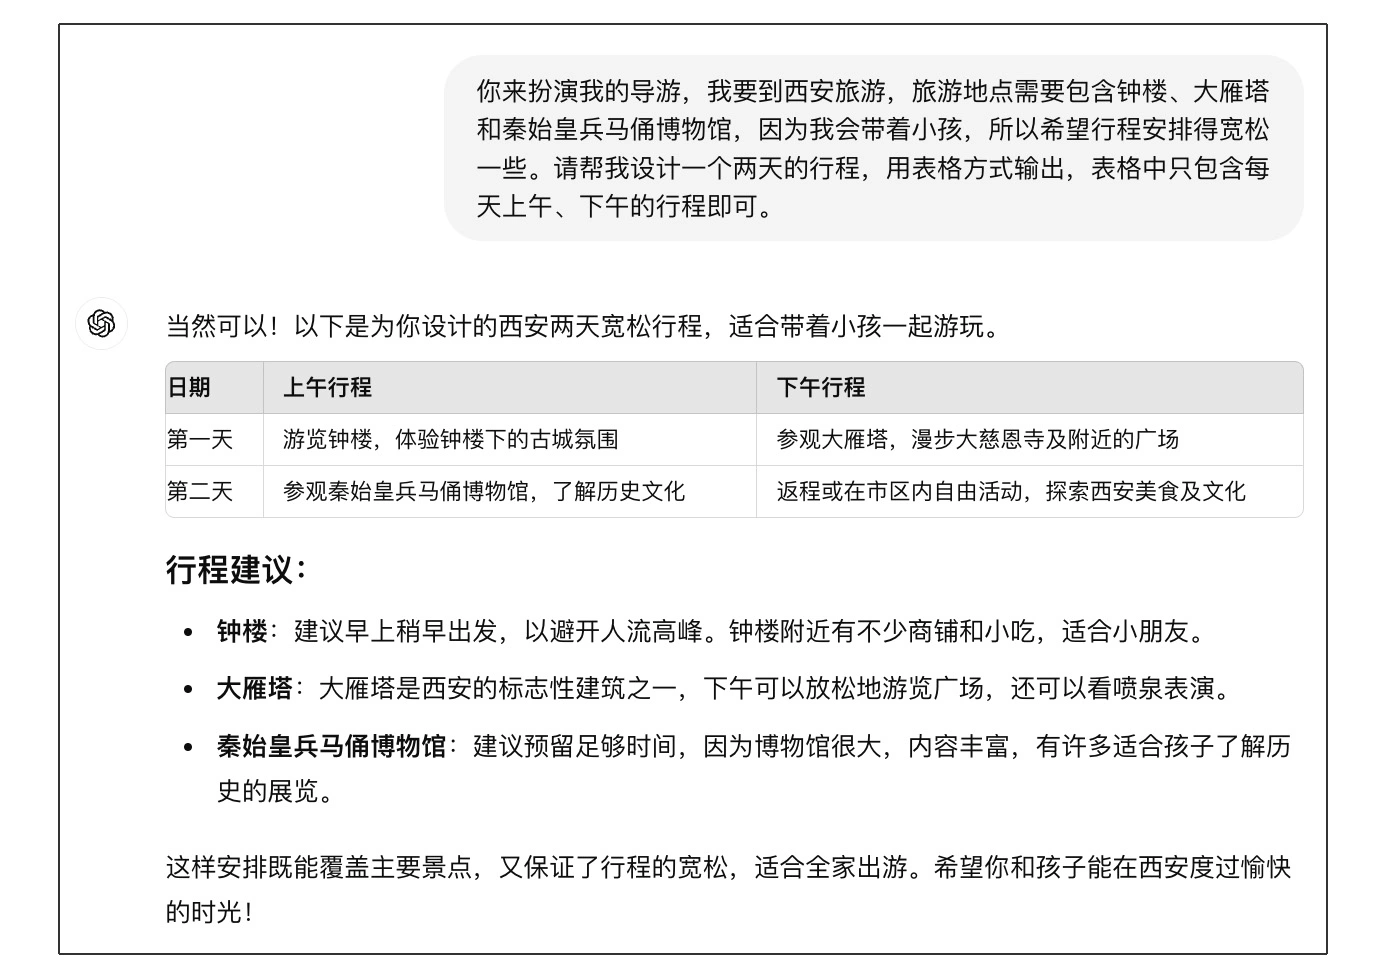 你来扮演我的导游，我要到西安旅游，旅游地点需要包含钟楼、大雁塔
和秦始皇兵马俑博物馆，因为我会带着小孩，所以希望行程安排得宽松
一些。请帮我设计一个两天的行程，用表格方式输出，表格中只包含每
天上午、下午的行程即可。
当然可以！以下是为你设计的西安两天宽松行程，适合带着小孩一起游玩。
日期 上午行程 下午行程
第一天 游览钟楼，体验钟楼下的古城氛围 参观大雁塔，漫步大慈恩寺及附近的广场
第二天 参观秦始皇兵马俑博物馆，了解历史文化 返程或在市区内自由活动，探索西安美食及文化
行程建议：
• 钟楼：建议早上稍早出发，以避开人流高峰。钟楼附近有不少商铺和小吃，适合小朋友。
• 大雁塔：大雁塔是西安的标志性建筑之一，下午可以放松地游览广场，还可以看喷泉表演。
• 秦始皇兵马俑博物馆：建议预留足够时间，因为博物馆很大，内容丰富，有许多适合孩子了解历
史的展览。
这样安排既能覆盖主要景点，又保证了行程的宽松，适合全家出游。希望你和孩子能在西安度过愉快
的时光！